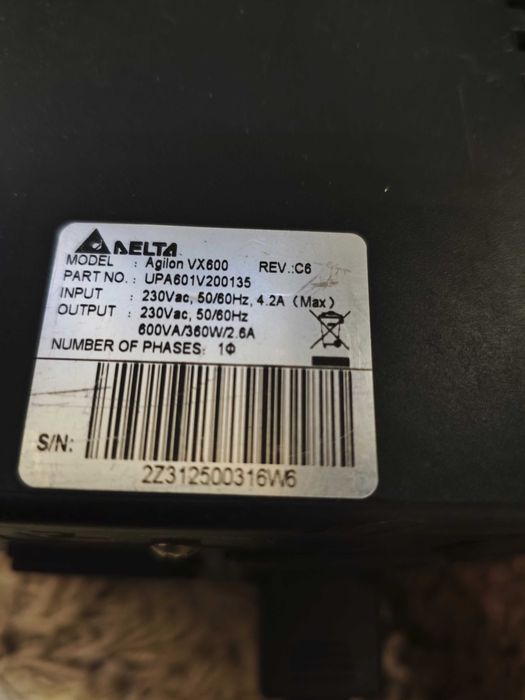 DELTA
MODEL : Agilon VX600 REV.:C6
PART NO. : UPA601V200135
INPUT : 230Vac, 50/60Hz, 4.2A (Max)
OUTPUT : 230Vac, 50/60Hz
600VA/360W/2.6A
NUMBER OF PHASES: 1Φ
S/N:
2Z312500316W6